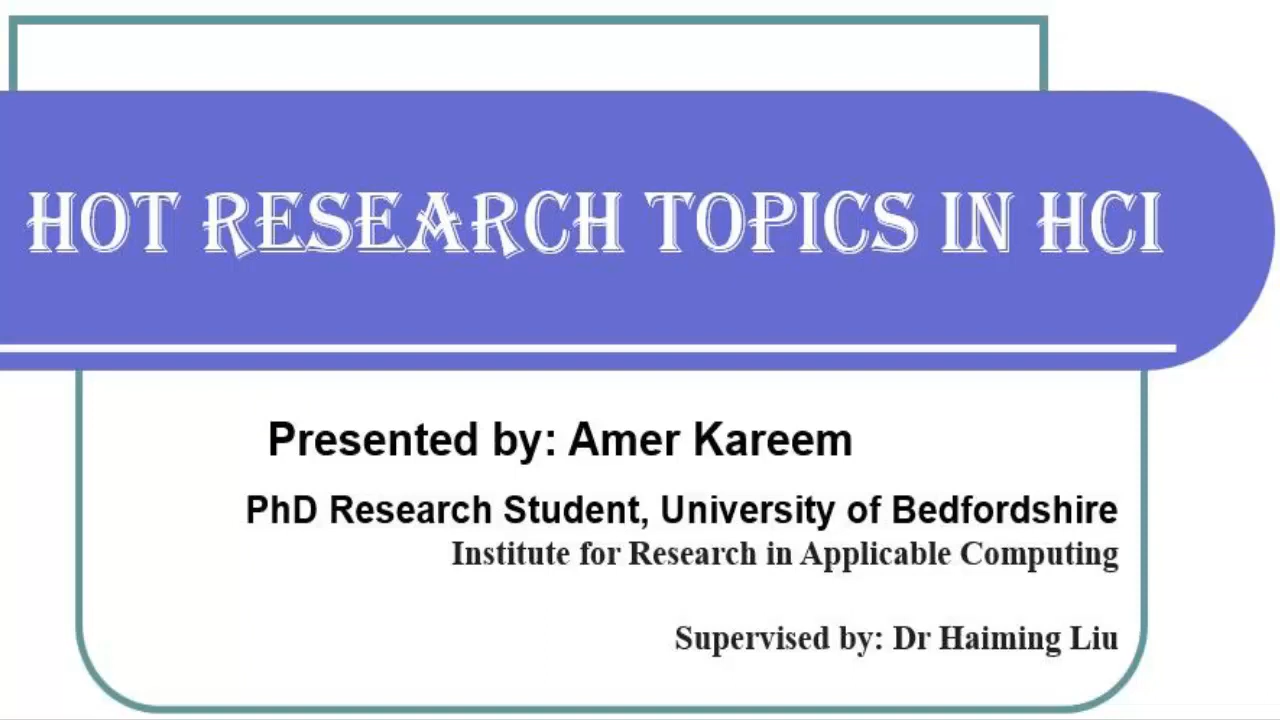 HOT RESEARCH TOPICS IN HCI
Presented by: Amer Kareem
PhD Research Student, University of Bedfordshire
Institute for Research in Applicable Computing
Supervised by: Dr Haiming Liu